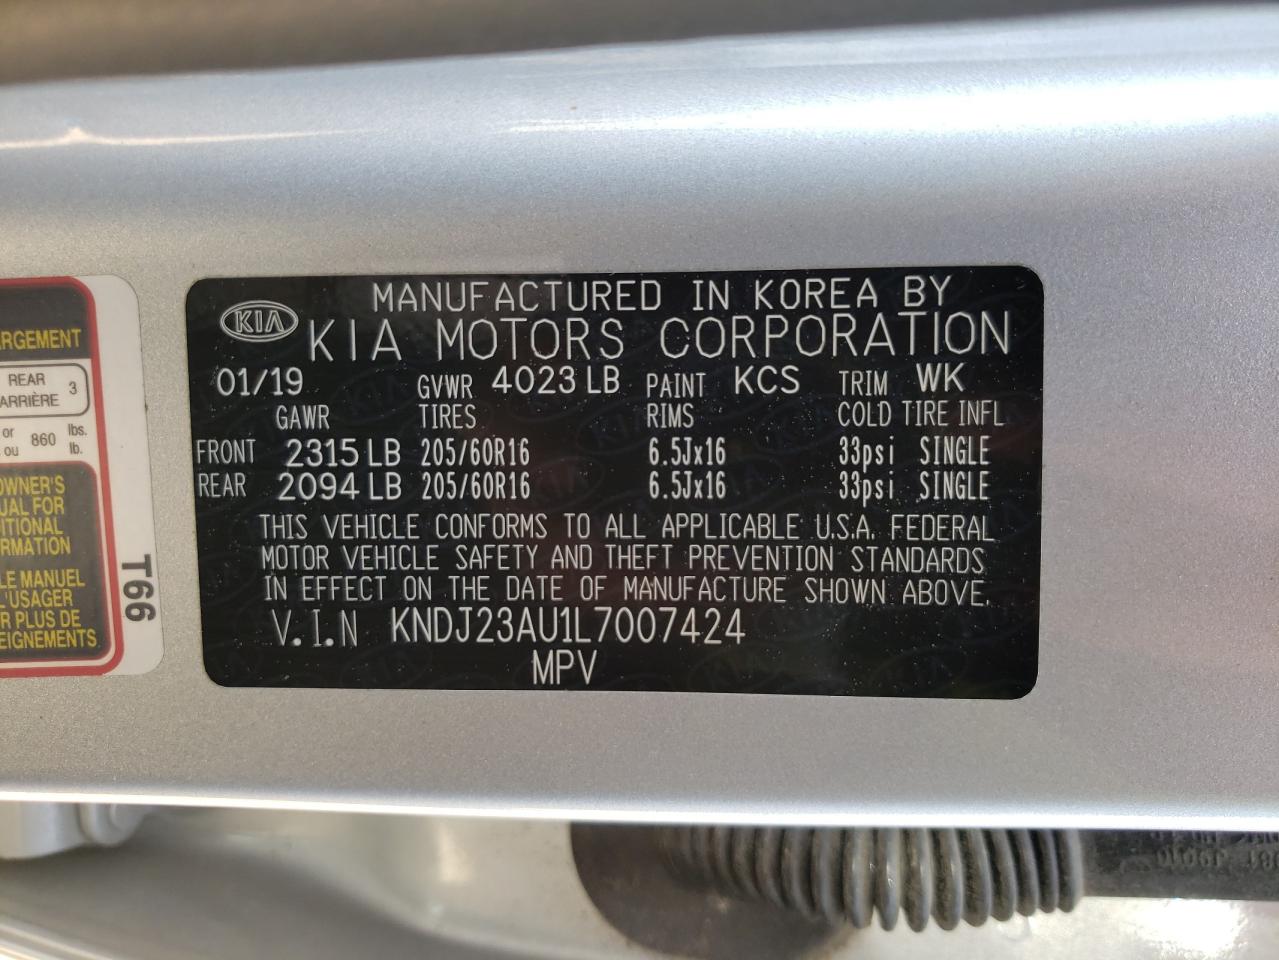 MANUFACTURED IN KOREA BY
KIA KIA MOTORS CORPORATION
01/19 GVWR 4023 LB PAINT KCS TRIM WK
GAWR TIRES RIMS COLD TIRE INFL
FRONT 2315 LB 205/60R16 6.5Jx16 33psi SINGLE
REAR 2094 LB 205/60R16 6.5Jx16 33psi SINGLE
THIS VEHICLE CONFORMS TO ALL APPLICABLE U.S.A. FEDERAL
MOTOR VEHICLE SAFETY AND THEFT PREVENTION STANDARDS
IN EFFECT ON THE DATE OF MANUFACTURE SHOWN ABOVE.
V.I.N KNDJ23AU1L7007424
MPV
ARGEMENT
REAR 3
ARRIÈRE
or 860 lbs.
ou lb.
OWNER'S
UAL FOR
ITIONAL
RMATION
LE MANUEL
L'USAGER
R PLUS DE
EIGNEMENTS
T66